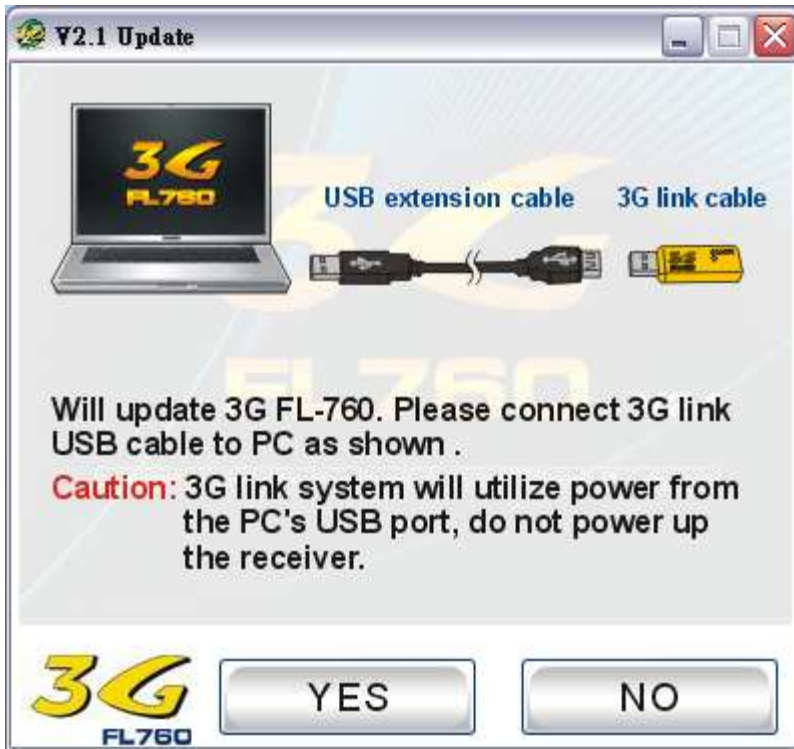 V2.1 Update
3G
FL760
USB extension cable
3G link cable
3G
FL760
Will update 3G FL-760. Please connect 3G link
USB cable to PC as shown .
Caution: 3G link system will utilize power from
the PC's USB port, do not power up
the receiver.
3G
FL760
YES
NO